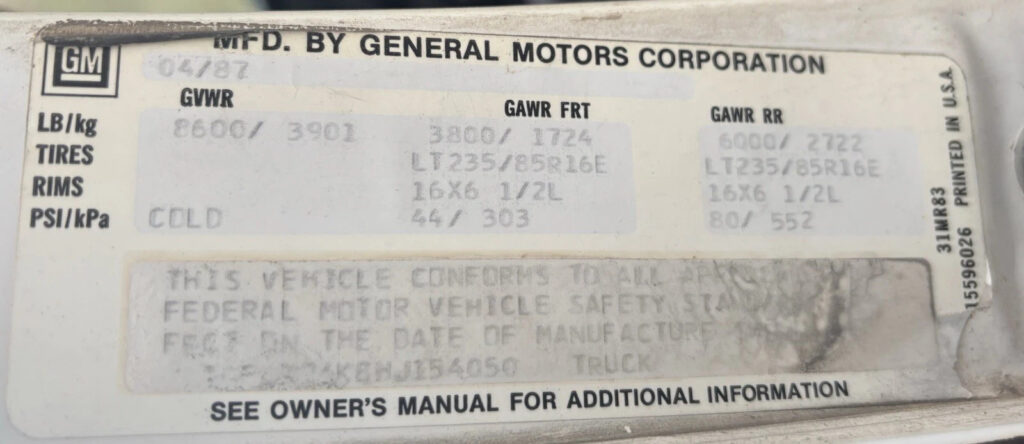 GM
MFD. BY GENERAL MOTORS CORPORATION
04/87
GVWR GAWR FRT GAWR RR
LB/kg 8600/ 3901 3800/ 1724 6000/ 2722
TIRES LT235/85R16E LT235/85R16E
RIMS 16X6 1/2L 16X6 1/2L
PSI/kPa COLD 44/ 303 80/ 552
THIS VEHICLE CONFORMS TO ALL
FEDERAL MOTOR VEHICLE SAFETY
FECT ON THE DATE OF MANUFACTURE
TRUCK
SEE OWNER'S MANUAL FOR ADDITIONAL INFORMATION
31MR83
15596026 PRINTED IN U.S.A.